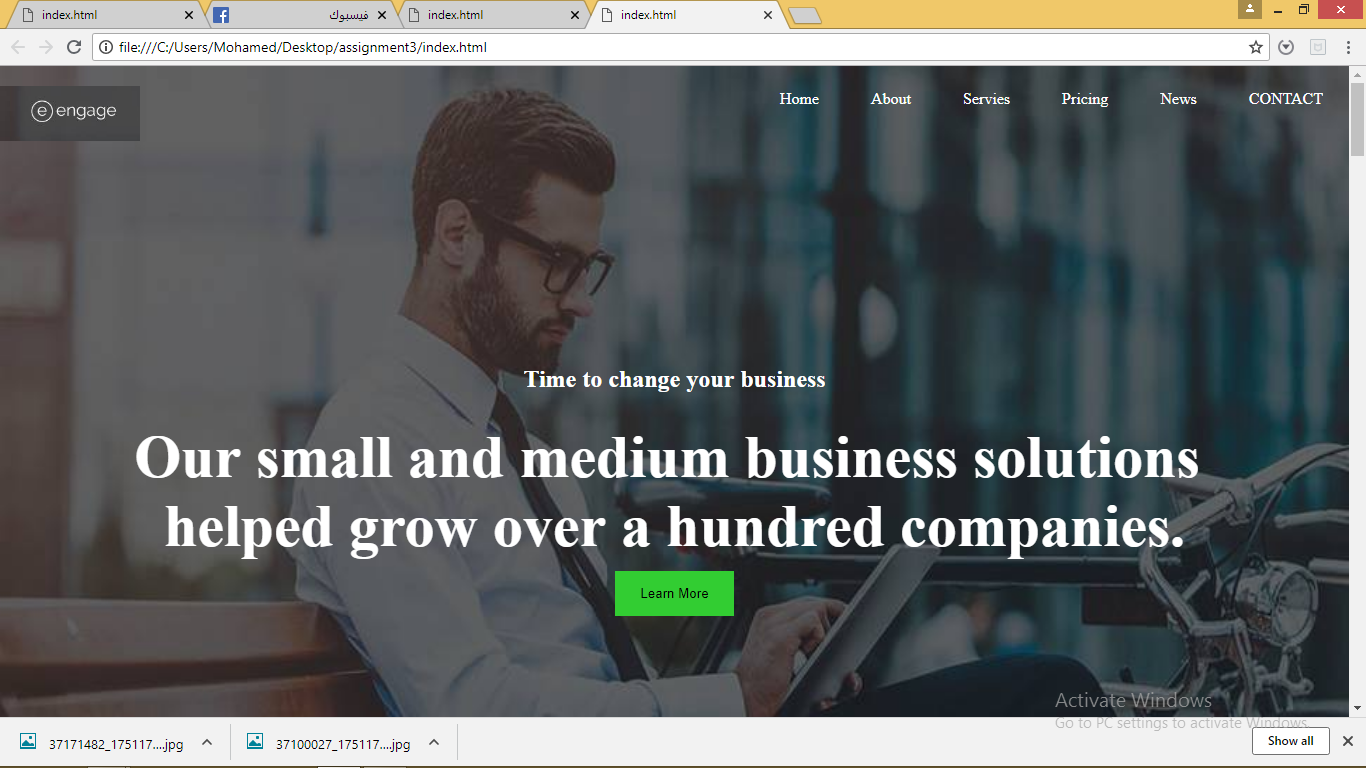 index.html
فيسبوك
index.html
index.html
file:///C:/Users/Mohamed/Desktop/assignment3/index.html
e engage
Home About Servies Pricing News CONTACT
Time to change your business
Our small and medium business solutions
helped grow over a hundred companies.
Learn More
Activate Windows
Go to PC settings to activate Windows.
37171482_175117....jpg
37100027_175117....jpg
Show all